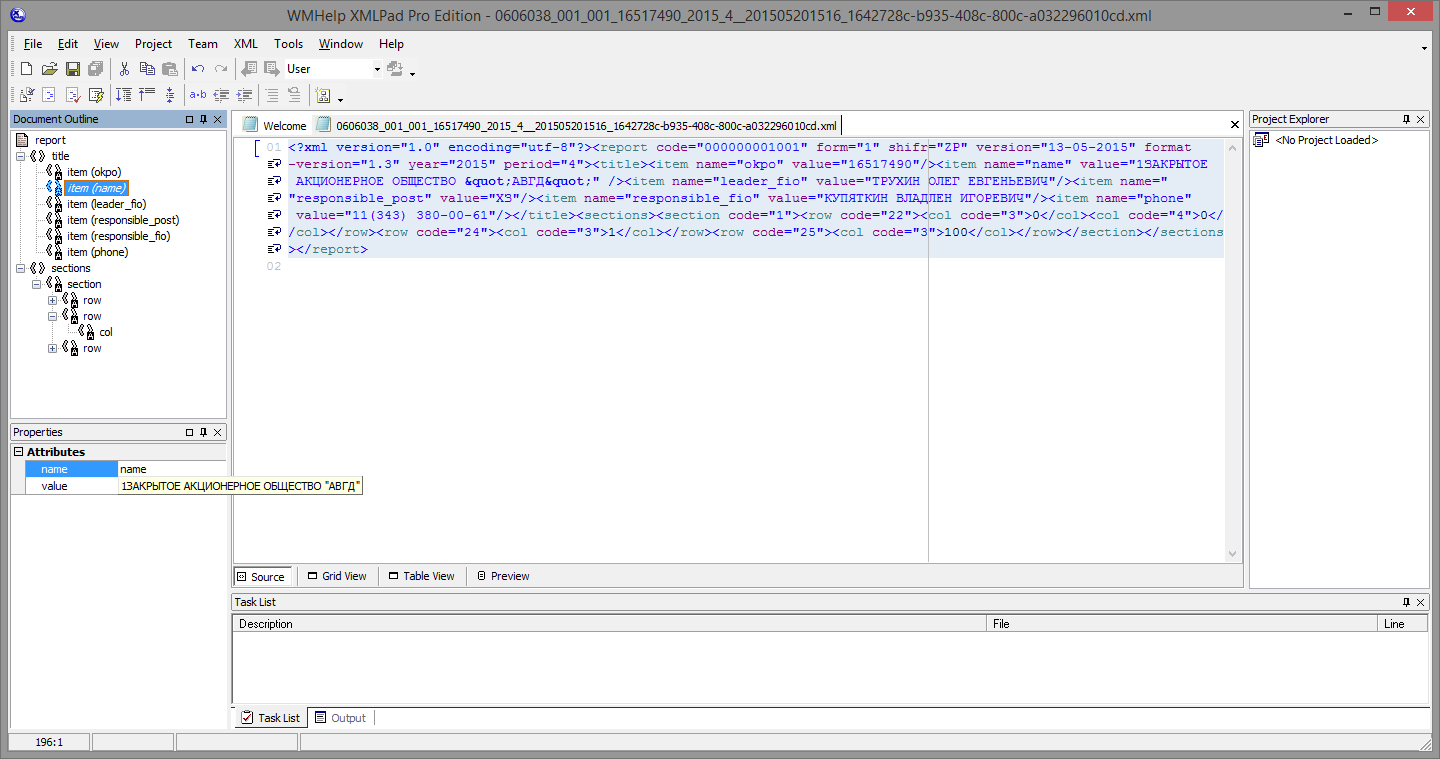 WMHelp XMLPad Pro Edition - 0606038_001_001_16517490_2015_4__201505201516_1642728c-b935-408c-800c-a032296010cd.xml
File Edit View Project Team XML Tools Window Help
User
a·b
Document Outline
report
title
item (okpo)
item (name)
item (leader_fio)
item (responsible_post)
item (responsible_fio)
item (phone)
sections
section
row
row
col
row
Properties
Attributes
name name
value 1ЗАКРЫТОЕ АКЦИОНЕРНОЕ ОБЩЕСТВО "АВГД"
Welcome 0606038_001_001_16517490_2015_4__201505201516_1642728c-b935-408c-800c-a032296010cd.xml
01 <?xml version="1.0" encoding="utf-8"?><report code="000000001001" form="1" shifr="ZP" version="13-05-2015" format
-version="1.3" year="2015" period="4"><title><item name="okpo" value="16517490"/><item name="name" value="1ЗАКРЫТОЕ
АКЦИОНЕРНОЕ ОБЩЕСТВО &quot;АВГД&quot;" /><item name="leader_fio" value="ТРУХИН ОЛЕГ ЕВГЕНЬЕВИЧ"/><item name="
"responsible_post" value="ХЗ"/><item name="responsible_fio" value="КУПЯТКИН ВЛАДЛЕН ИГОРЕВИЧ"/><item name="phone"
value="11(343) 380-00-61"/></title><sections><section code="1"><row code="22"><col code="3">0</col><col code="4">0</
/col></row><row code="24"><col code="3">1</col></row><row code="25"><col code="3">100</col></row></section></sections
></report>
02
Source Grid View Table View Preview
Project Explorer
<No Project Loaded>
Task List
Description File Line
Task List Output
196:1